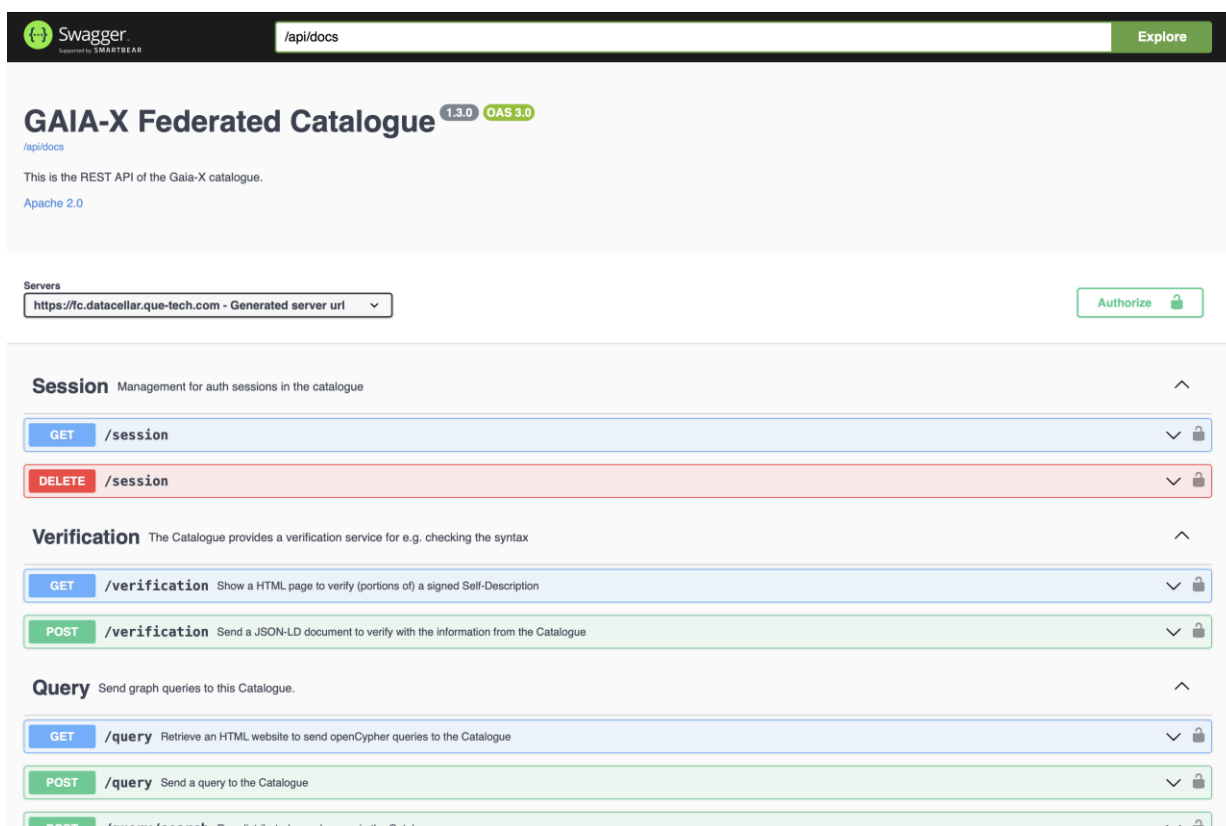 Swagger.
Supported by SMARTBEAR
/api/docs
Explore
GAIA-X Federated Catalogue 1.3.0 OAS 3.0
/api/docs
This is the REST API of the Gaia-X catalogue.
Apache 2.0
Servers
https://fc.datacellar.que-tech.com - Generated server url
Authorize
Session Management for auth sessions in the catalogue
GET /session
DELETE /session
Verification The Catalogue provides a verification service for e.g. checking the syntax
GET /verification Show a HTML page to verify (portions of) a signed Self-Description
POST /verification Send a JSON-LD document to verify with the information from the Catalogue
Query Send graph queries to this Catalogue.
GET /query Retrieve an HTML website to send openCypher queries to the Catalogue
POST /query Send a query to the Catalogue
POST /query/search